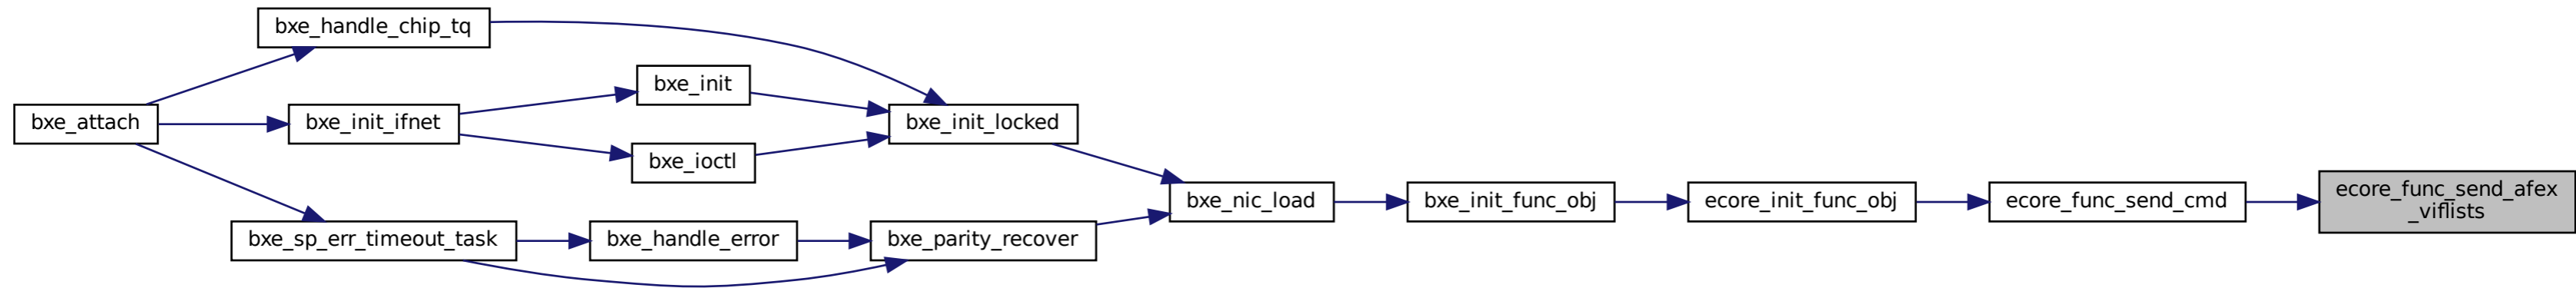 bxe_handle_chip_tq
bxe_init
bxe_attach
bxe_init_ifnet
bxe_init_locked
bxe_ioctl
bxe_nic_load
bxe_init_func_obj
ecore_init_func_obj
ecore_func_send_cmd
ecore_func_send_afex
_viflists
bxe_sp_err_timeout_task
bxe_handle_error
bxe_parity_recover